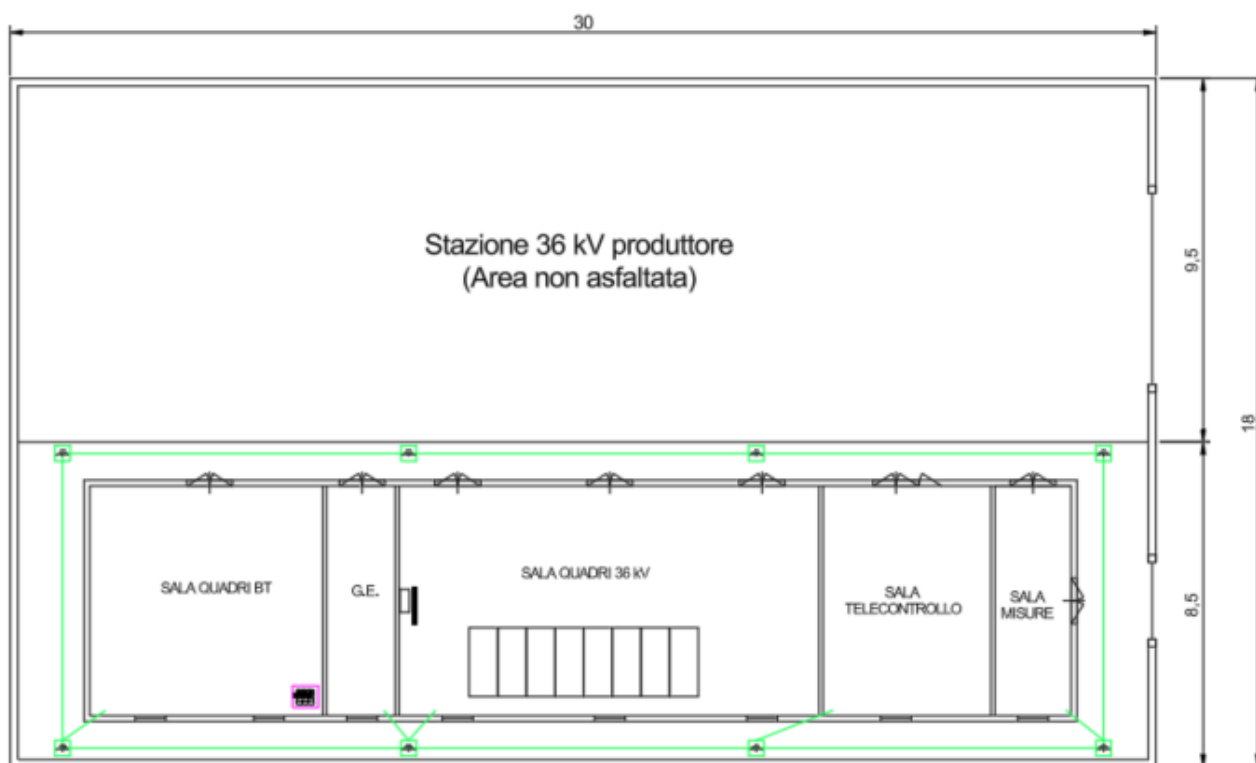 30
Stazione 36 kV produttore
(Area non asfaltata)
9,5
18
SALA QUADRI BT
G.E.
SALA QUADRI 36 kV
SALA
TELECONTROLLO
SALA
MISURE
8,5